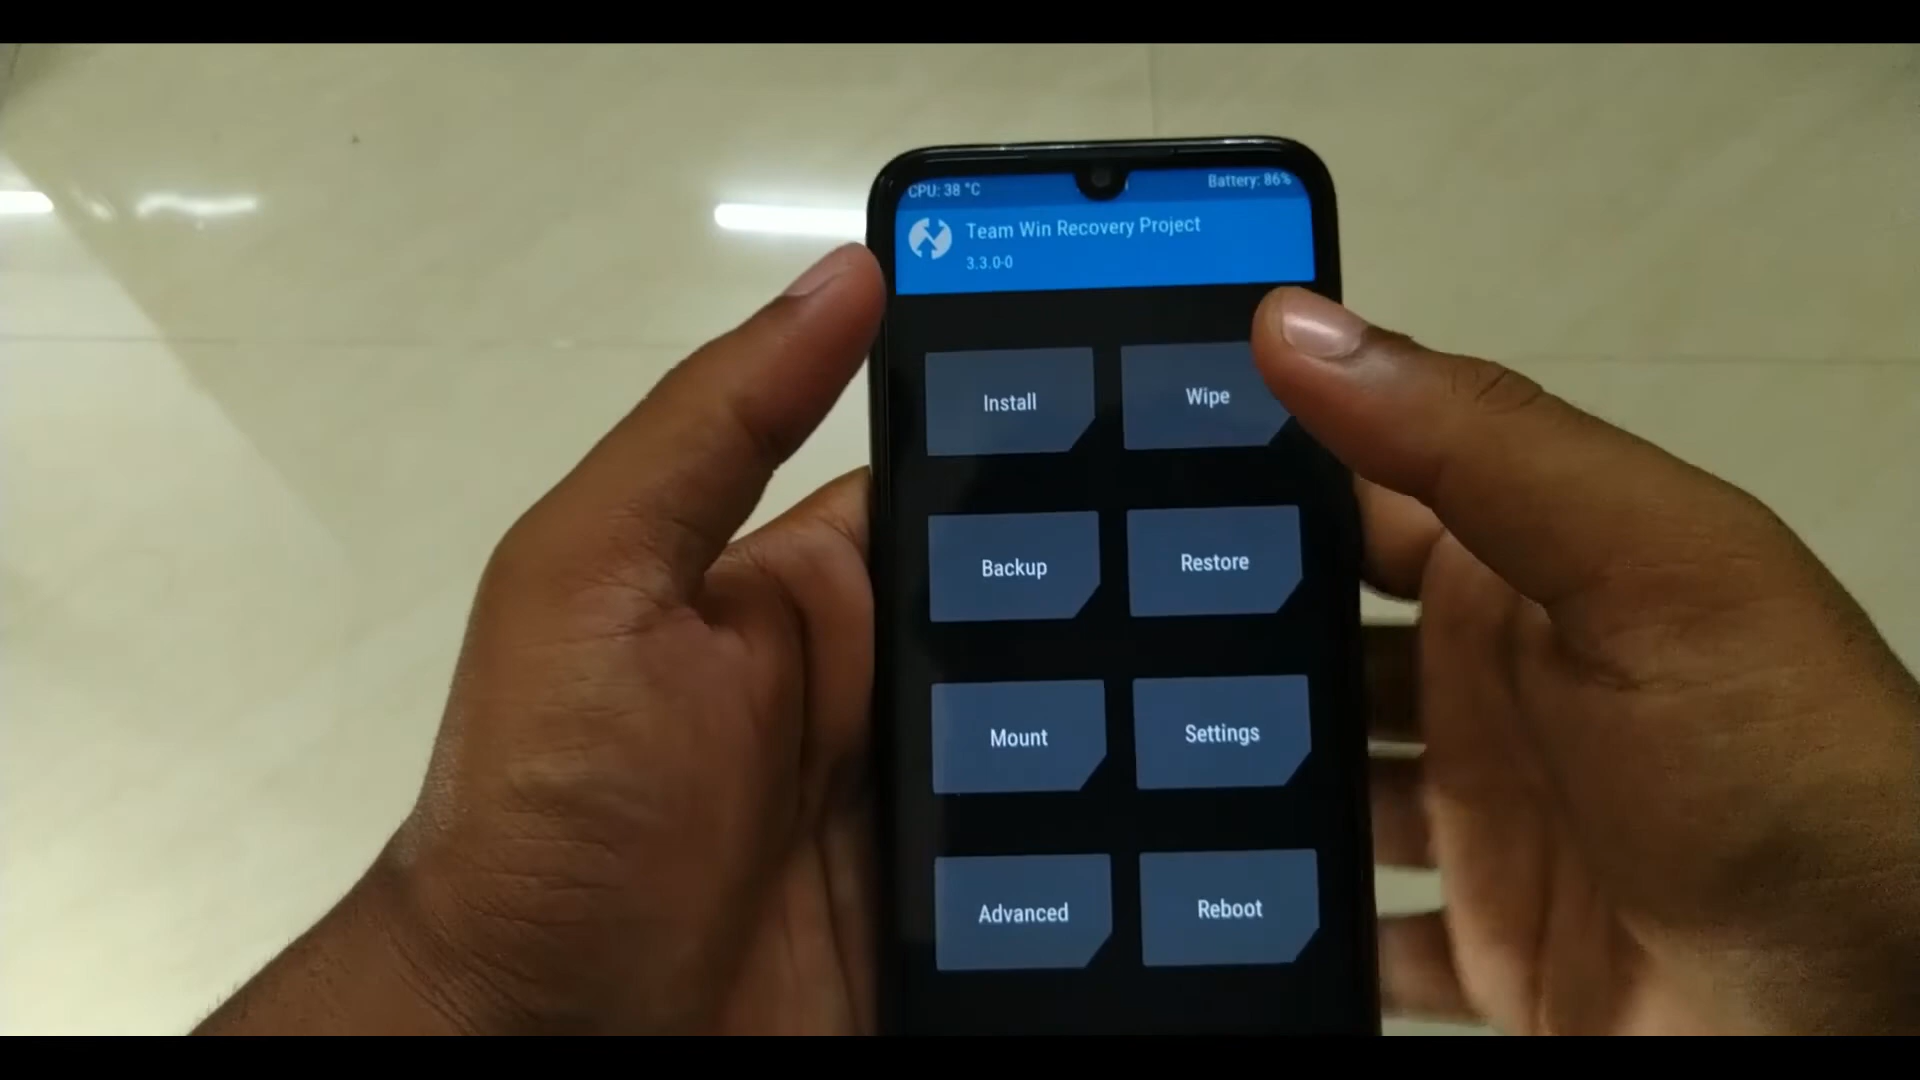 CPU: 38 °C
Battery: 86%
Team Win Recovery Project
3.3.0-0
Install
Wipe
Backup
Restore
Mount
Settings
Advanced
Reboot